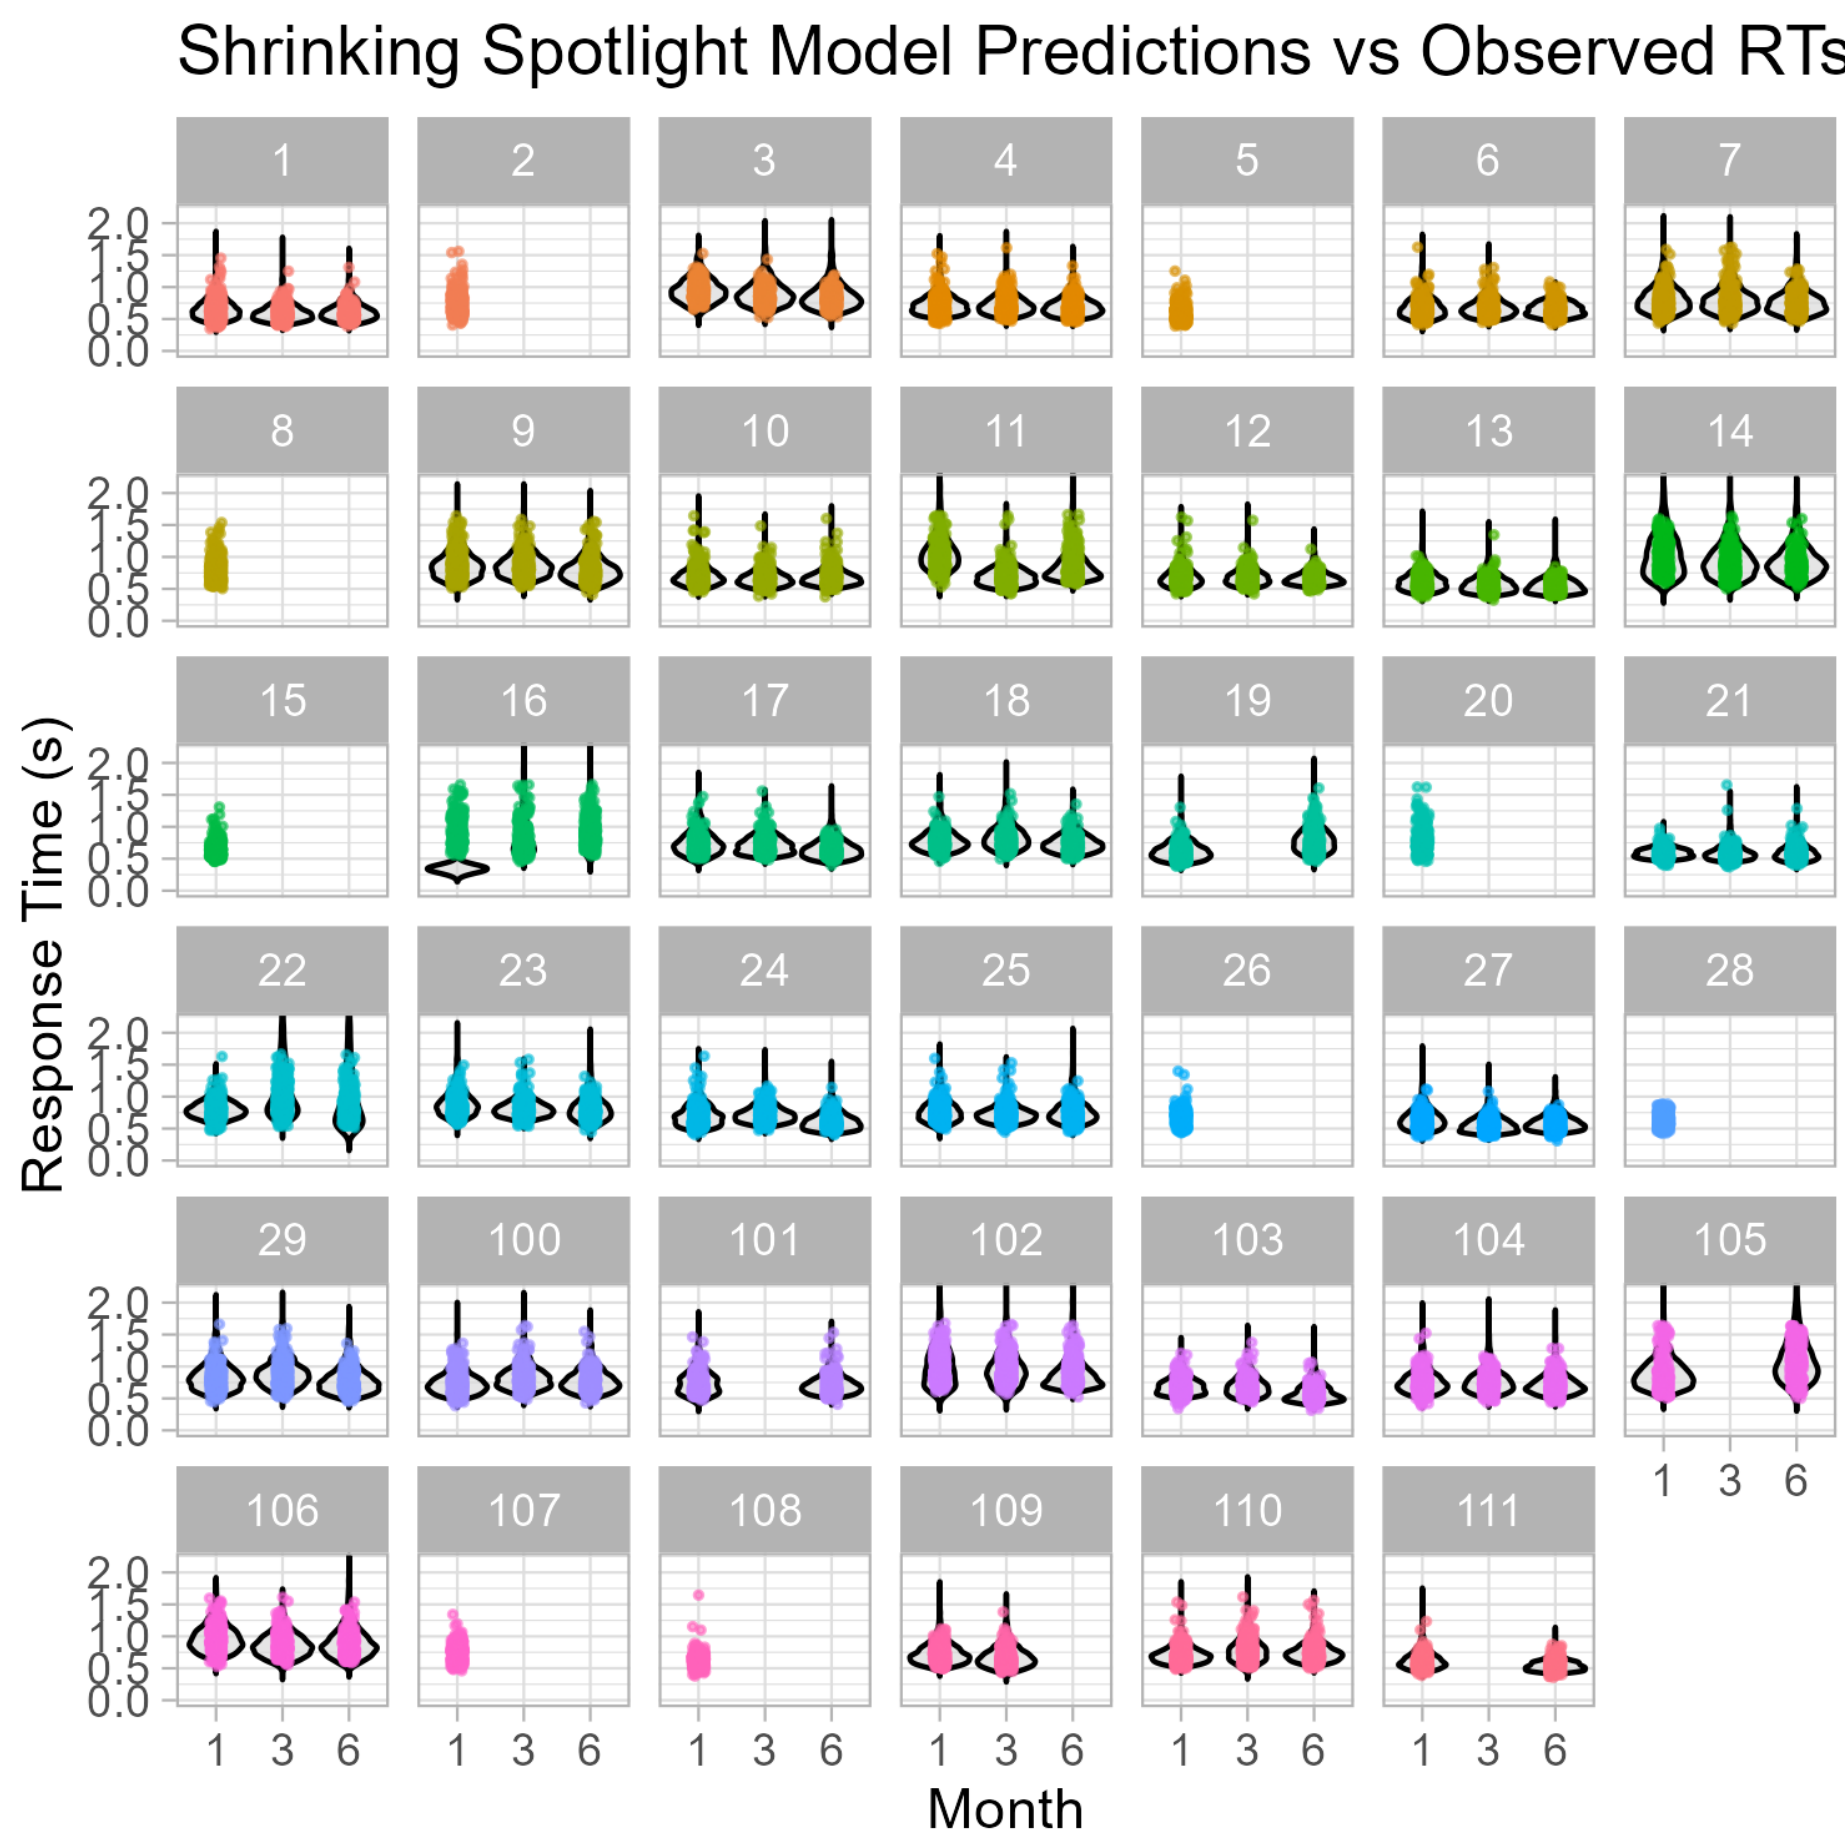 Shrinking Spotlight Model Predictions vs Observed RTs
1 2 3 4 5 6 7
2.0
1.5
1.0
0.5
0.0
8 9 10 11 12 13 14
2.0
1.5
1.0
0.5
0.0
15 16 17 18 19 20 21
2.0
1.5
1.0
0.5
0.0
Response Time (s)
22 23 24 25 26 27 28
2.0
1.5
1.0
0.5
0.0
29 100 101 102 103 104 105
2.0
1.5
1.0
0.5
0.0
1 3 6
106 107 108 109 110 111
2.0
1.5
1.0
0.5
0.0
1 3 6 1 3 6 1 3 6 1 3 6 1 3 6 1 3 6
Month